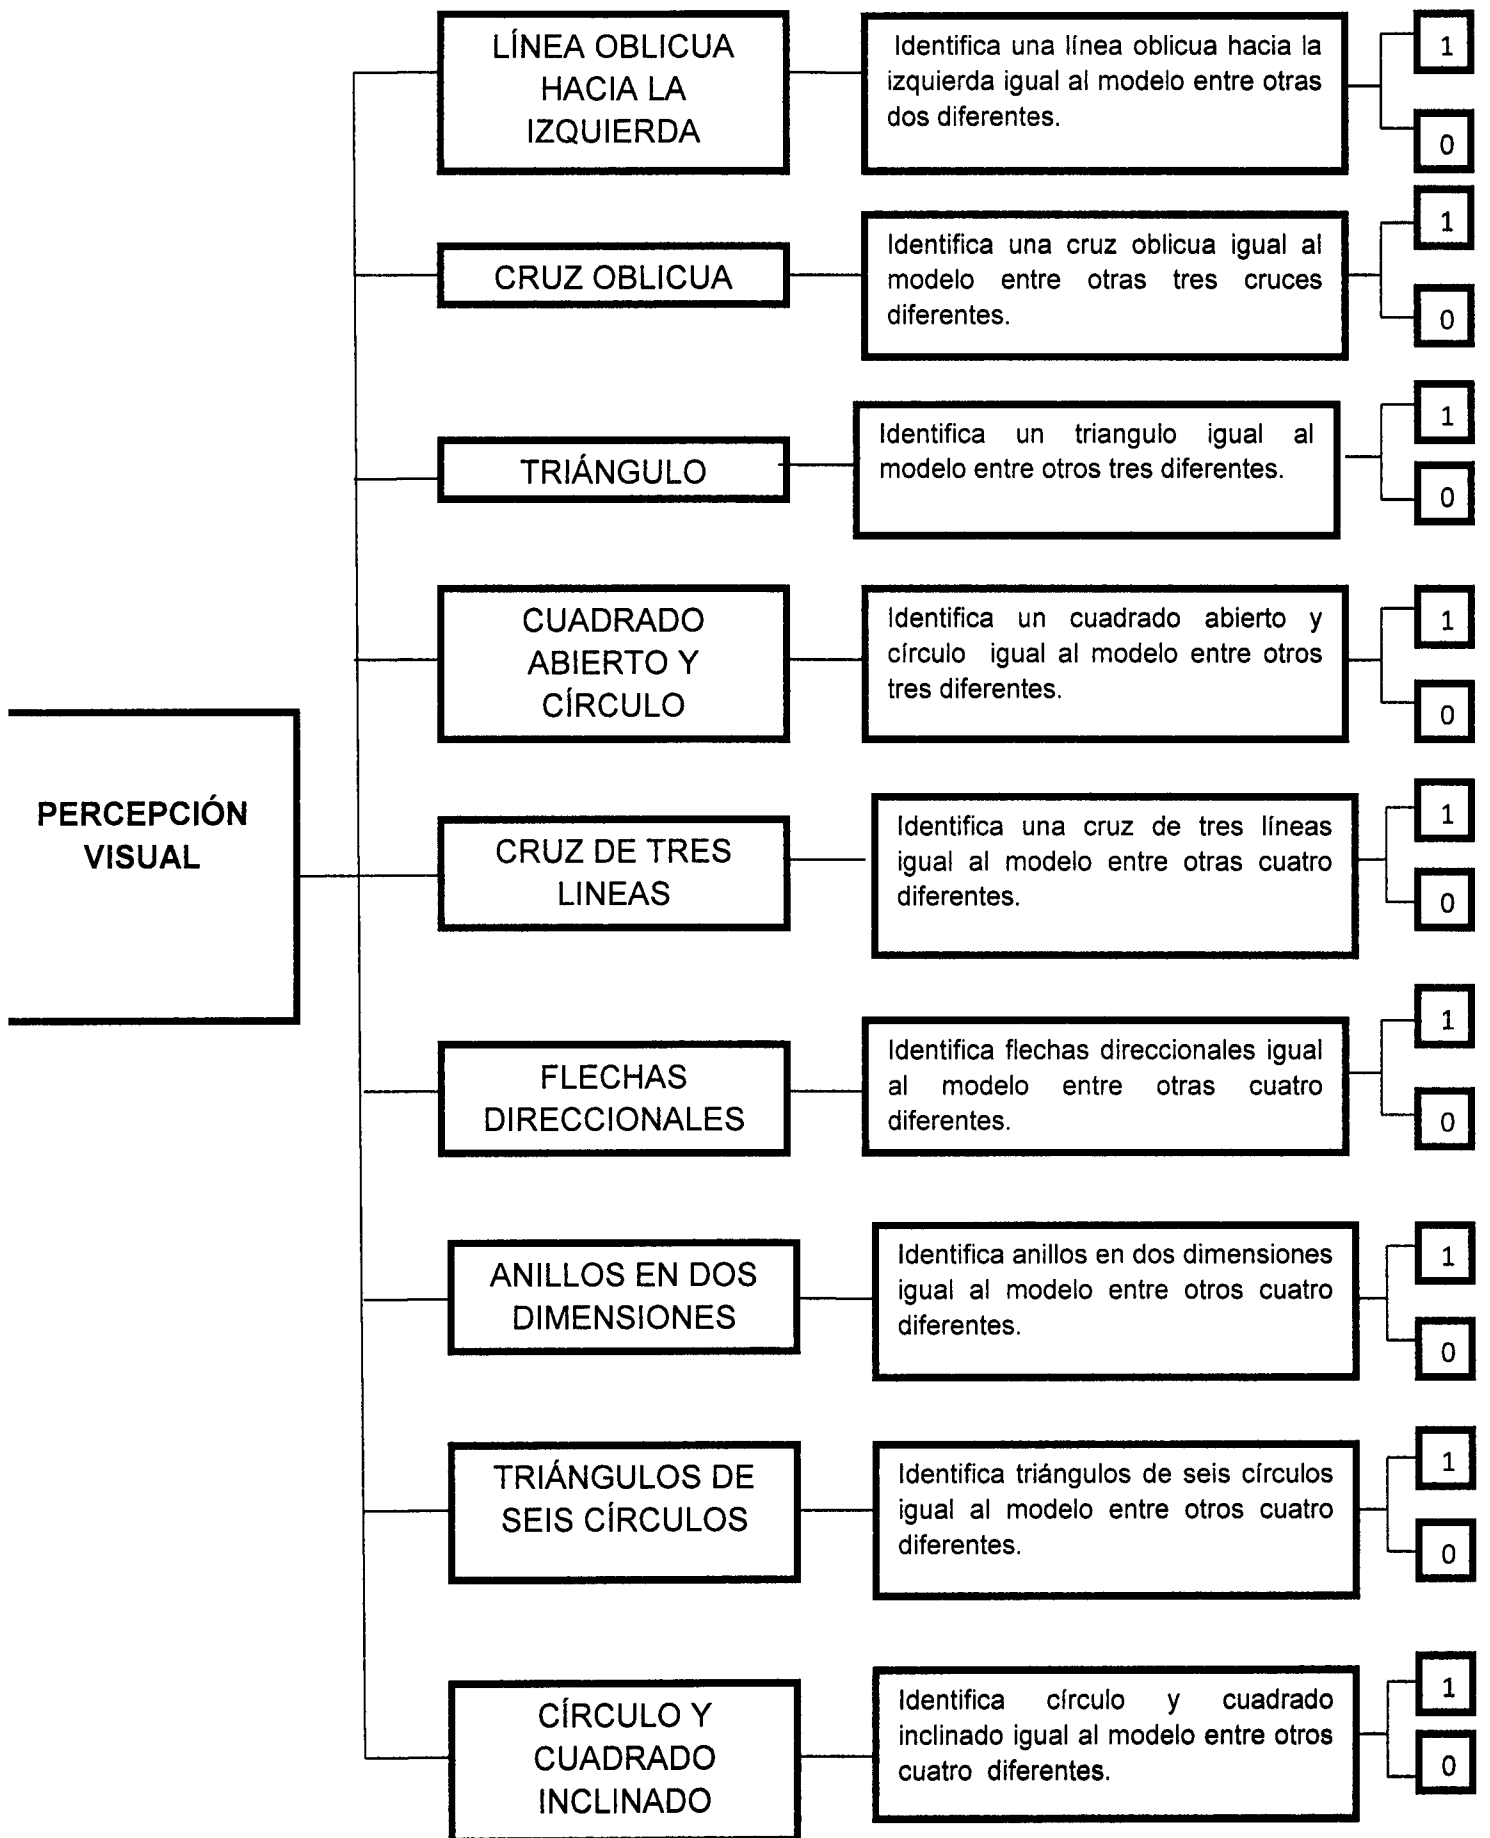 LÍNEA OBLICUA
HACIA LA
IZQUIERDA
Identifica una línea oblicua hacia la
izquierda igual al modelo entre otras
dos diferentes.
1
0
CRUZ OBLICUA
Identifica una cruz oblicua igual al
modelo entre otras tres cruces
diferentes.
1
0
TRIÁNGULO
Identifica un triangulo igual al
modelo entre otros tres diferentes.
1
0
CUADRADO
ABIERTO Y
CÍRCULO
Identifica un cuadrado abierto y
círculo igual al modelo entre otros
tres diferentes.
1
0
PERCEPCIÓN
VISUAL
CRUZ DE TRES
LINEAS
Identifica una cruz de tres líneas
igual al modelo entre otras cuatro
diferentes.
1
0
FLECHAS
DIRECCIONALES
Identifica flechas direccionales igual
al modelo entre otras cuatro
diferentes.
1
0
ANILLOS EN DOS
DIMENSIONES
Identifica anillos en dos dimensiones
igual al modelo entre otros cuatro
diferentes.
1
0
TRIÁNGULOS DE
SEIS CÍRCULOS
Identifica triángulos de seis círculos
igual al modelo entre otros cuatro
diferentes.
1
0
CÍRCULO Y
CUADRADO
INCLINADO
Identifica círculo y cuadrado
inclinado igual al modelo entre otros
cuatro diferentes.
1
0